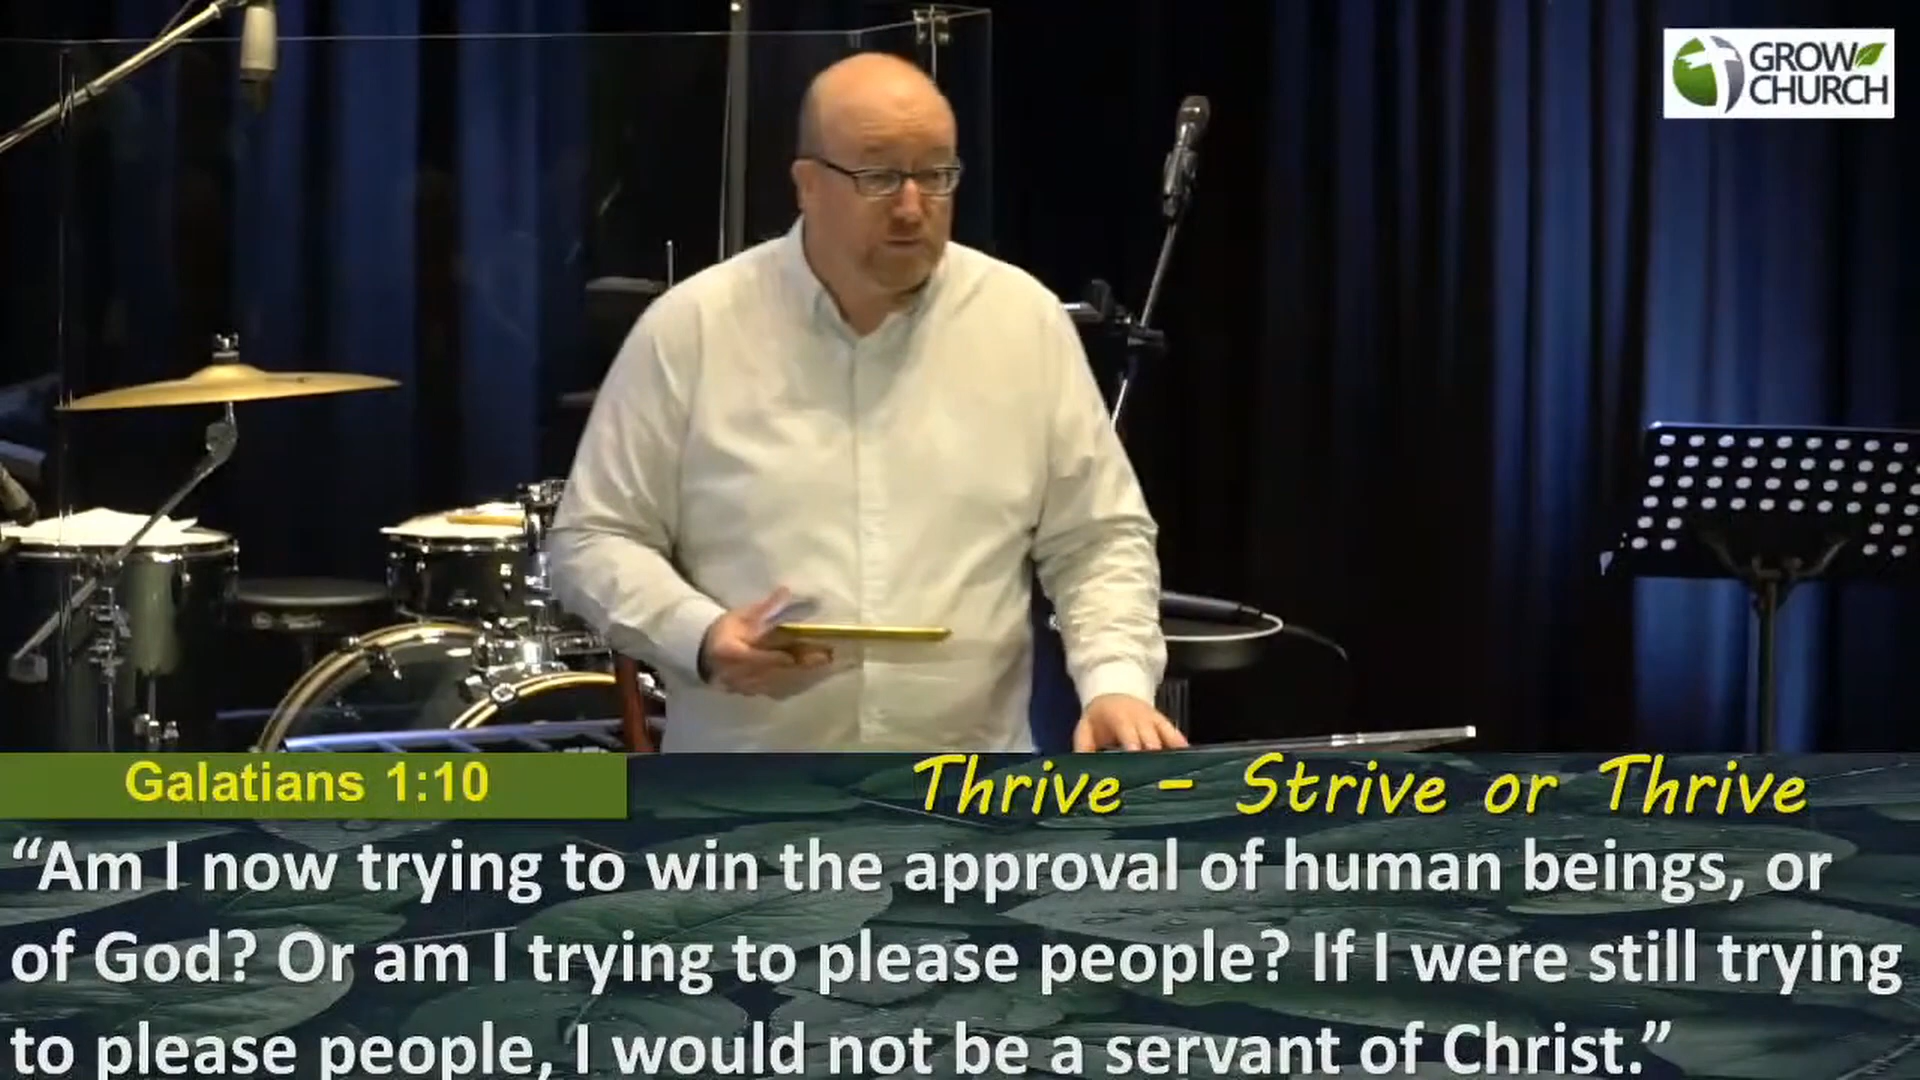 GROW
CHURCH
Galatians 1:10
Thrive – Strive or Thrive
“Am I now trying to win the approval of human beings, or
of God? Or am I trying to please people? If I were still trying
to please people, I would not be a servant of Christ.”